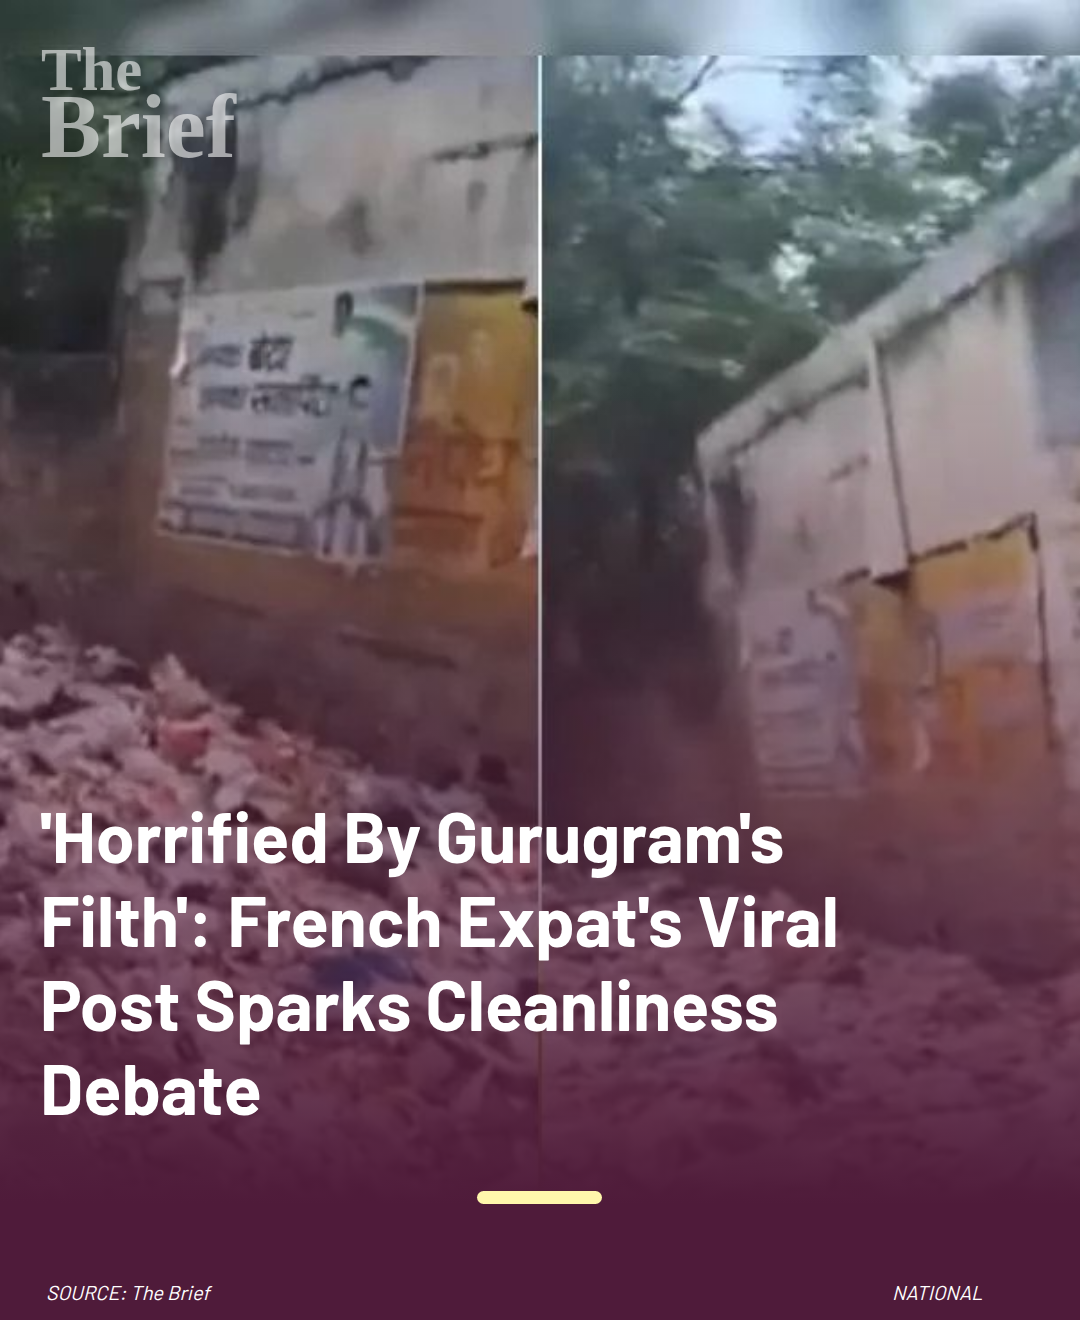 The
Brief
बेटा
'Horrified By Gurugram's
Filth': French Expat's Viral
Post Sparks Cleanliness
Debate
SOURCE: The Brief
NATIONAL